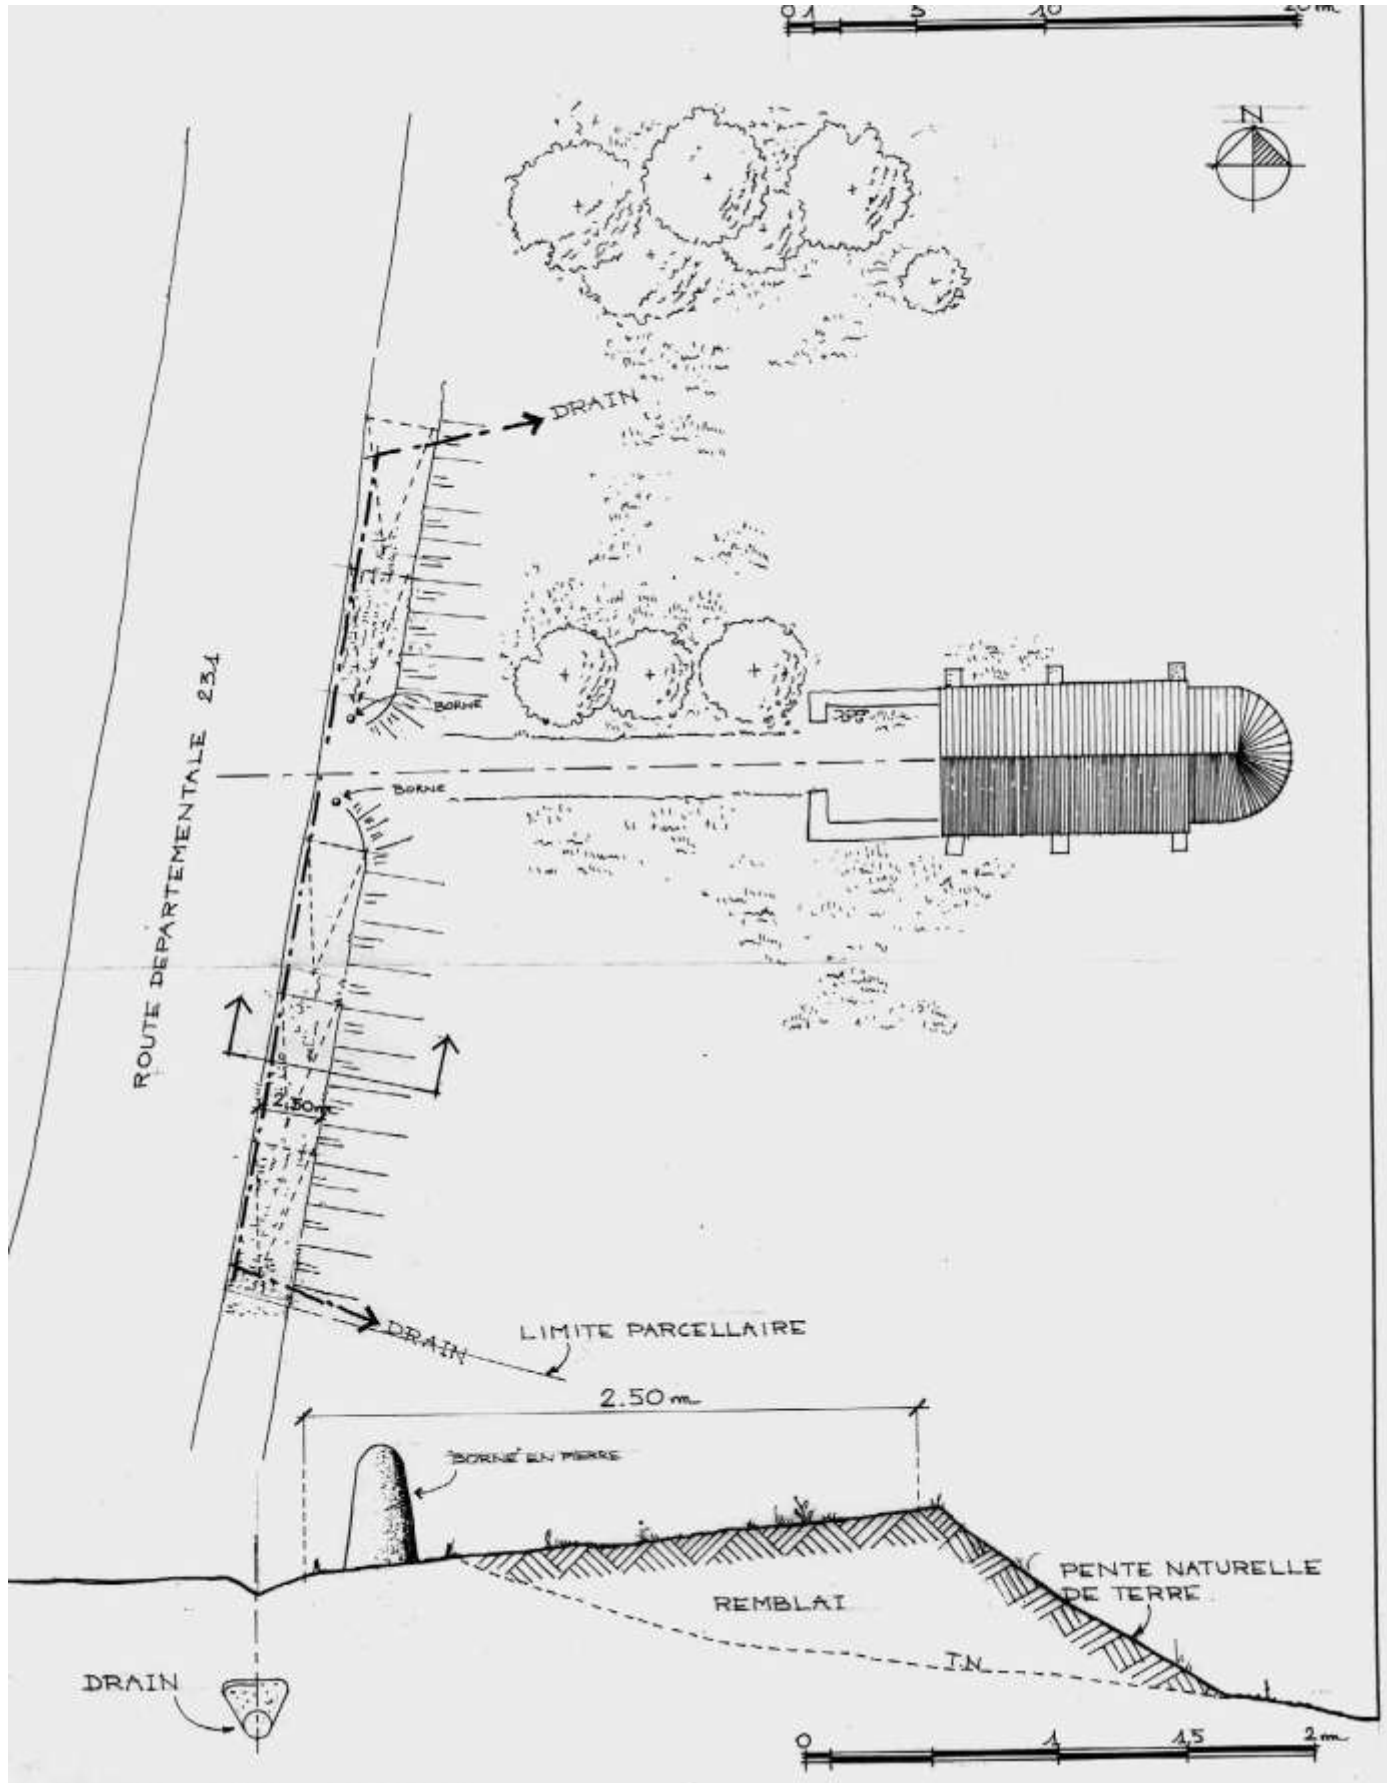 0 1 5 10 20 m
N
DRAIN
ROUTE DEPARTEMENTALE 231
BORNE
BORNE
2.50 m
DRAIN
LIMITE PARCELLAIRE
2.50 m
BORNE EN PIERRE
PENTE NATURELLE
DE TERRE
REMBLAI
T.N.
DRAIN
0 1 1,5 2 m